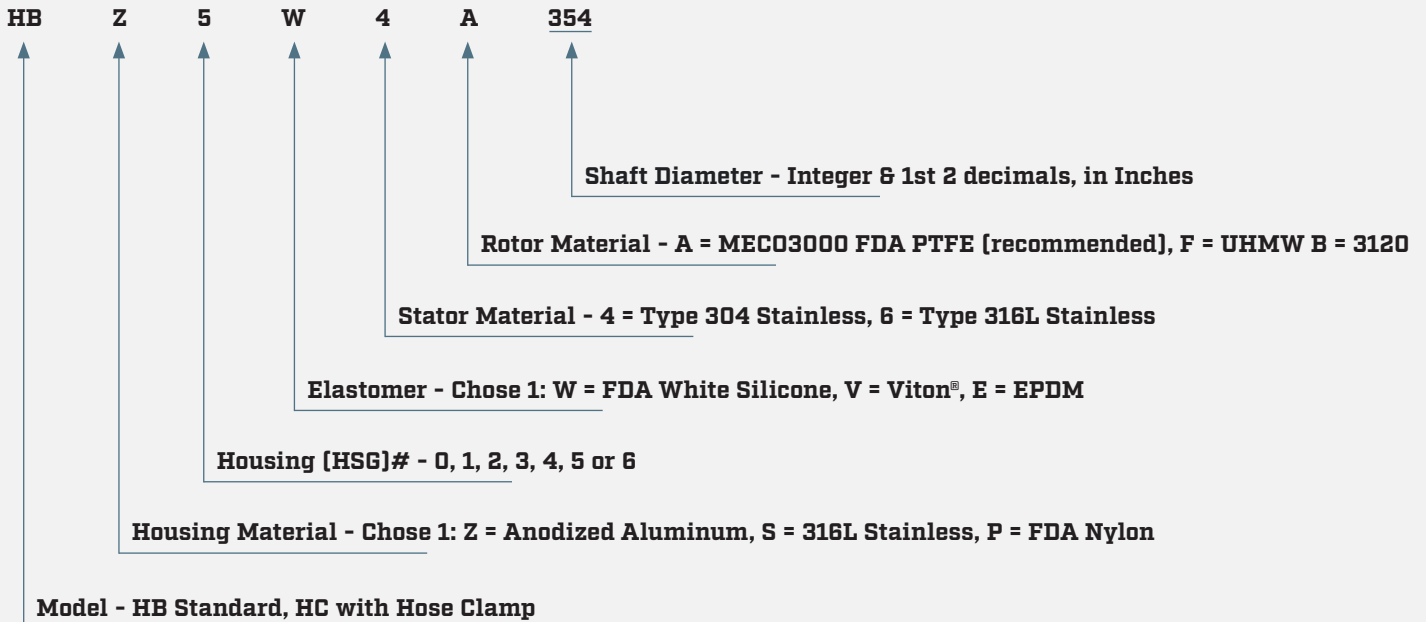 HB Z 5 W 4 A 354
Shaft Diameter - Integer & 1st 2 decimals, in Inches
Rotor Material - A = MECO3000 FDA PTFE (recommended), F = UHMW B = 3120
Stator Material - 4 = Type 304 Stainless, 6 = Type 316L Stainless
Elastomer - Chose 1: W = FDA White Silicone, V = Viton®, E = EPDM
Housing (HSG)# - 0, 1, 2, 3, 4, 5 or 6
Housing Material - Chose 1: Z = Anodized Aluminum, S = 316L Stainless, P = FDA Nylon
Model - HB Standard, HC with Hose Clamp